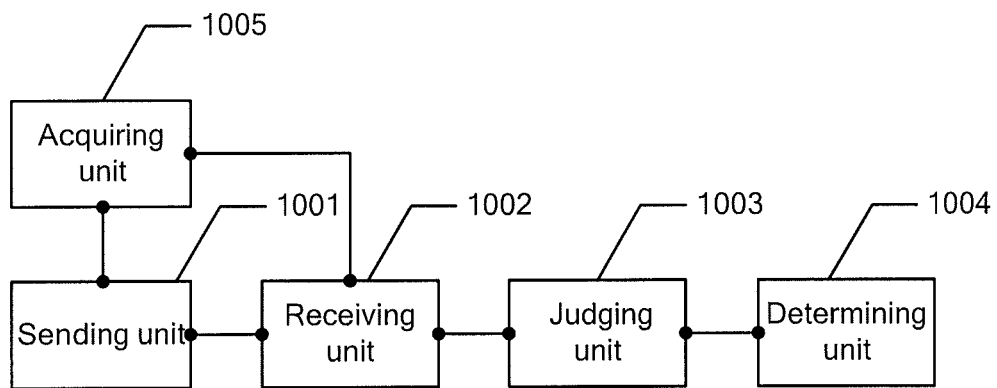 1005
Acquiring
unit
1001
1002
1003
1004
Sending unit
Receiving
unit
Judging
unit
Determining
unit